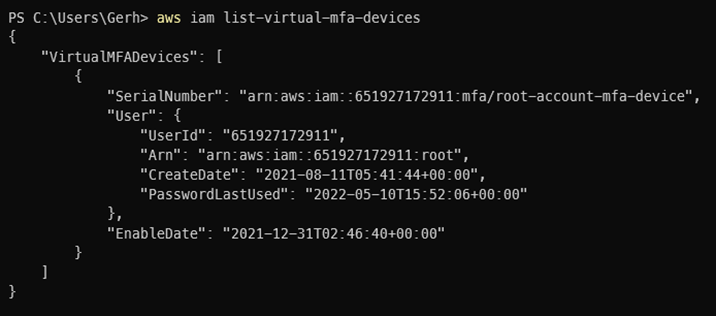 PS C:\Users\Gerh> aws iam list-virtual-mfa-devices
{
    "VirtualMFADevices": [
        {
            "SerialNumber": "arn:aws:iam::651927172911:mfa/root-account-mfa-device",
            "User": {
                "UserId": "651927172911",
                "Arn": "arn:aws:iam::651927172911:root",
                "CreateDate": "2021-08-11T05:41:44+00:00",
                "PasswordLastUsed": "2022-05-10T15:52:06+00:00"
            },
            "EnableDate": "2021-12-31T02:46:40+00:00"
        }
    ]
}